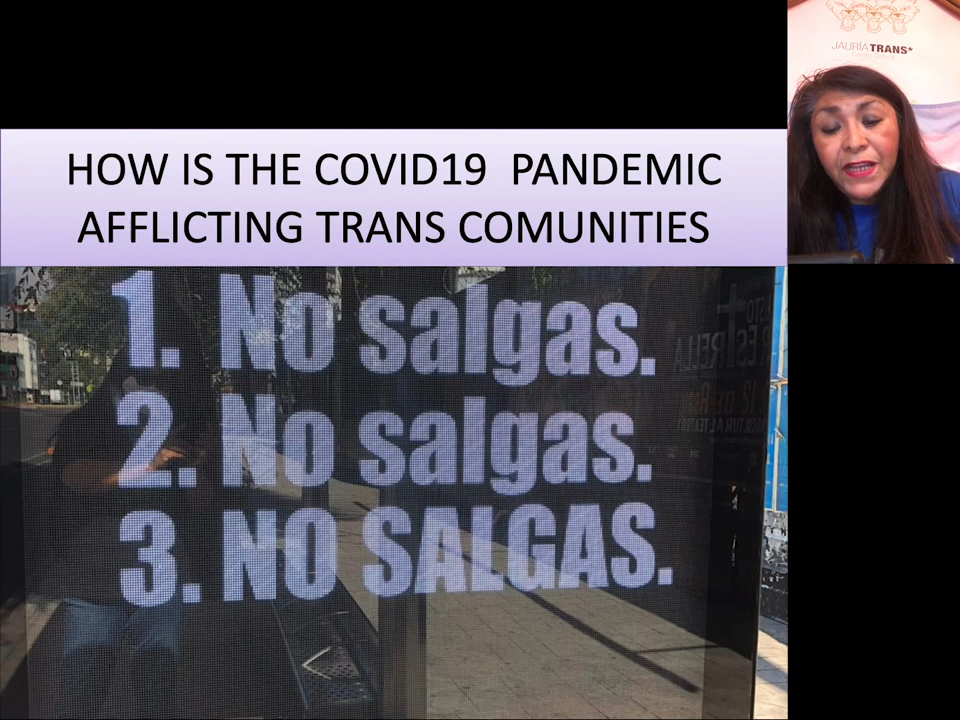 HOW IS THE COVID19 PANDEMIC
AFFLICTING TRANS COMUNITIES
JAURÍATRANS*
1. No salgas.
2. No salgas.
3. NO SALGAS.